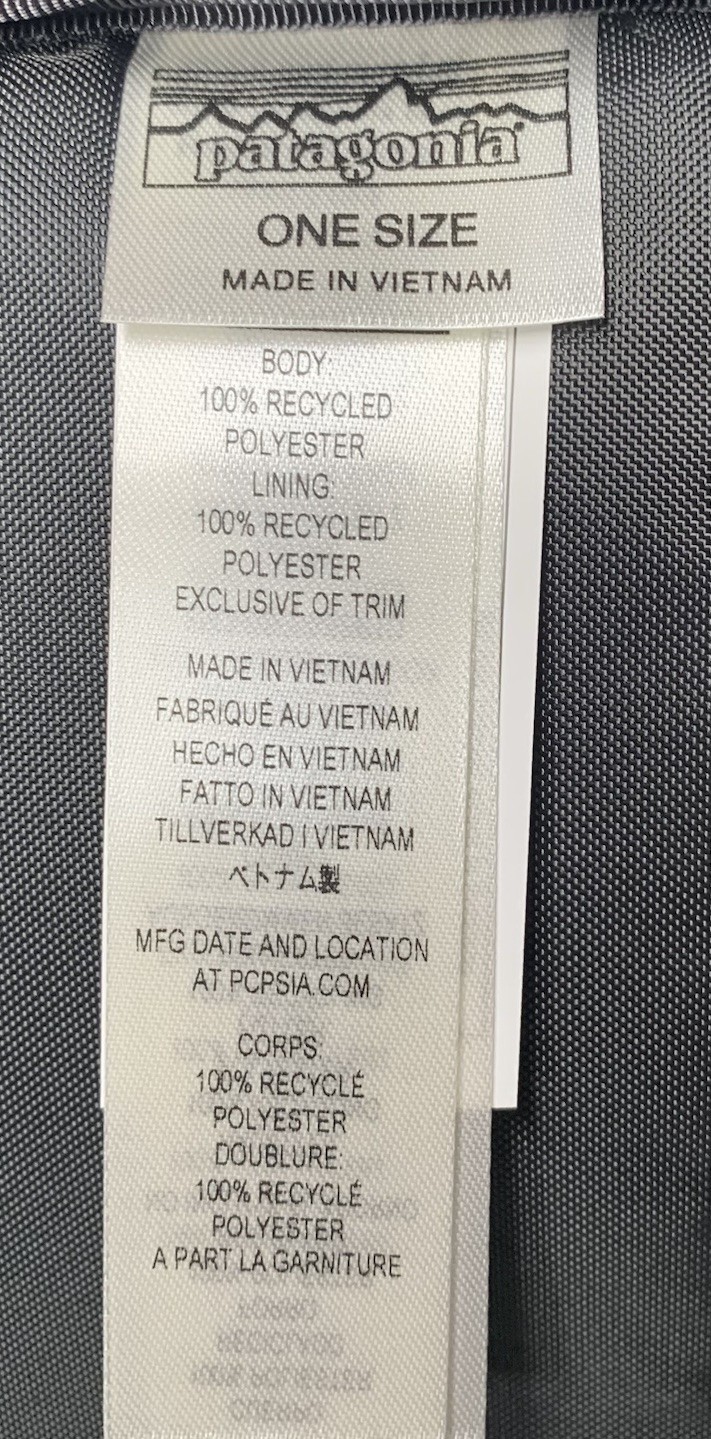 patagonia®
ONE SIZE
MADE IN VIETNAM
BODY:
100% RECYCLED
POLYESTER
LINING:
100% RECYCLED
POLYESTER
EXCLUSIVE OF TRIM
MADE IN VIETNAM
FABRIQUÉ AU VIETNAM
HECHO EN VIETNAM
FATTO IN VIETNAM
TILLVERKAD I VIETNAM
ベトナム製
MFG DATE AND LOCATION
AT PCPSIA.COM
CORPS:
100% RECYCLÉ
POLYESTER
DOUBLURE:
100% RECYCLÉ
POLYESTER
A PART LA GARNITURE